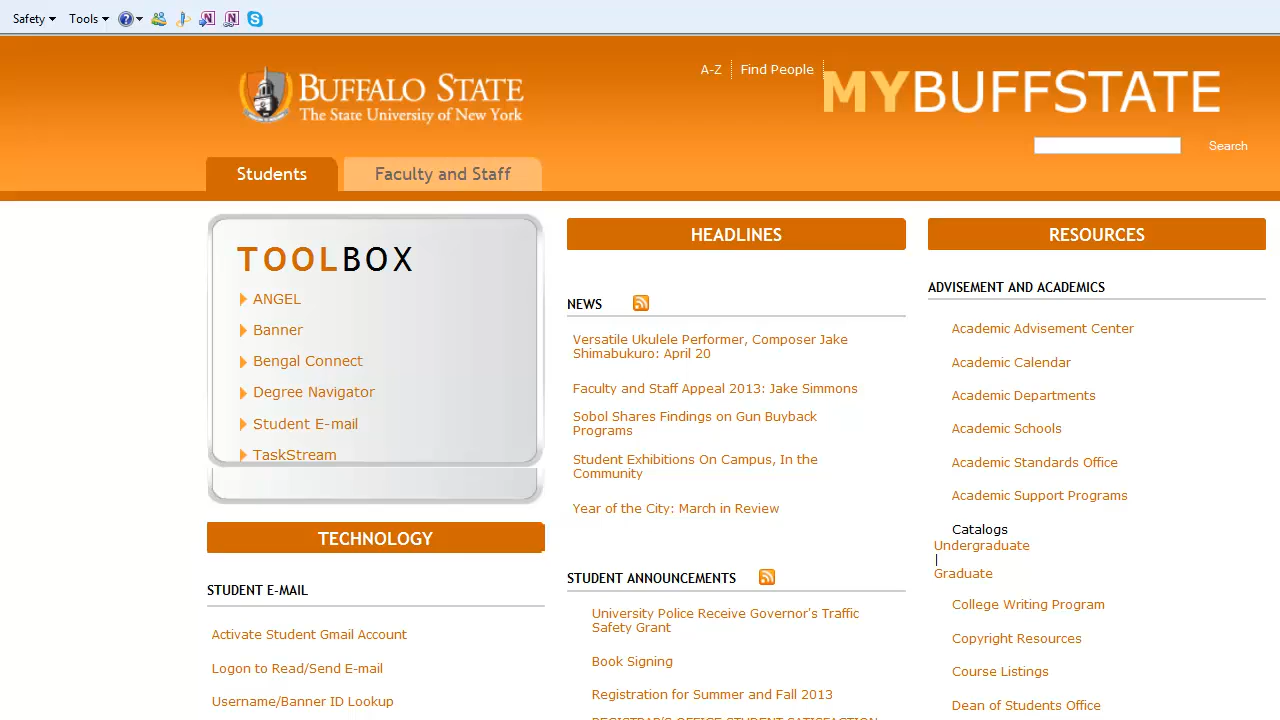 Safety Tools
BUFFALO STATE
The State University of New York
A-Z Find People
MYBUFFSTATE
Search
Students Faculty and Staff
TOOLBOX
ANGEL
Banner
Bengal Connect
Degree Navigator
Student E-mail
TaskStream
TECHNOLOGY
STUDENT E-MAIL
Activate Student Gmail Account
Logon to Read/Send E-mail
Username/Banner ID Lookup
HEADLINES
NEWS
Versatile Ukulele Performer, Composer Jake
Shimabukuro: April 20
Faculty and Staff Appeal 2013: Jake Simmons
Sobol Shares Findings on Gun Buyback
Programs
Student Exhibitions On Campus, In the
Community
Year of the City: March in Review
STUDENT ANNOUNCEMENTS
University Police Receive Governor's Traffic
Safety Grant
Book Signing
Registration for Summer and Fall 2013
REGISTRAR'S OFFICE STUDENT SATISFACTION
RESOURCES
ADVISEMENT AND ACADEMICS
Academic Advisement Center
Academic Calendar
Academic Departments
Academic Schools
Academic Standards Office
Academic Support Programs
Catalogs
Undergraduate
|
Graduate
College Writing Program
Copyright Resources
Course Listings
Dean of Students Office